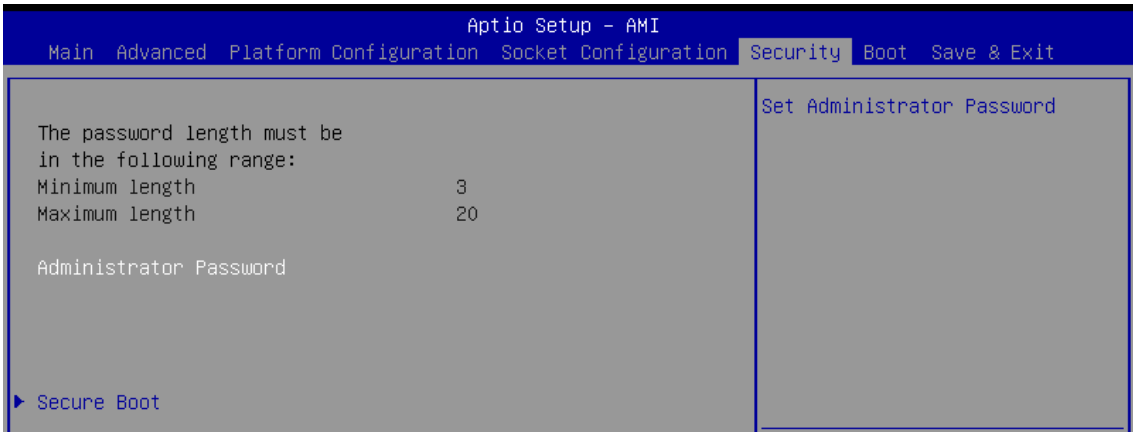 Aptio Setup – AMI
Main Advanced Platform Configuration Socket Configuration Security Boot Save & Exit
The password length must be
in the following range:
Minimum length 3
Maximum length 20
Administrator Password
▶ Secure Boot
Set Administrator Password